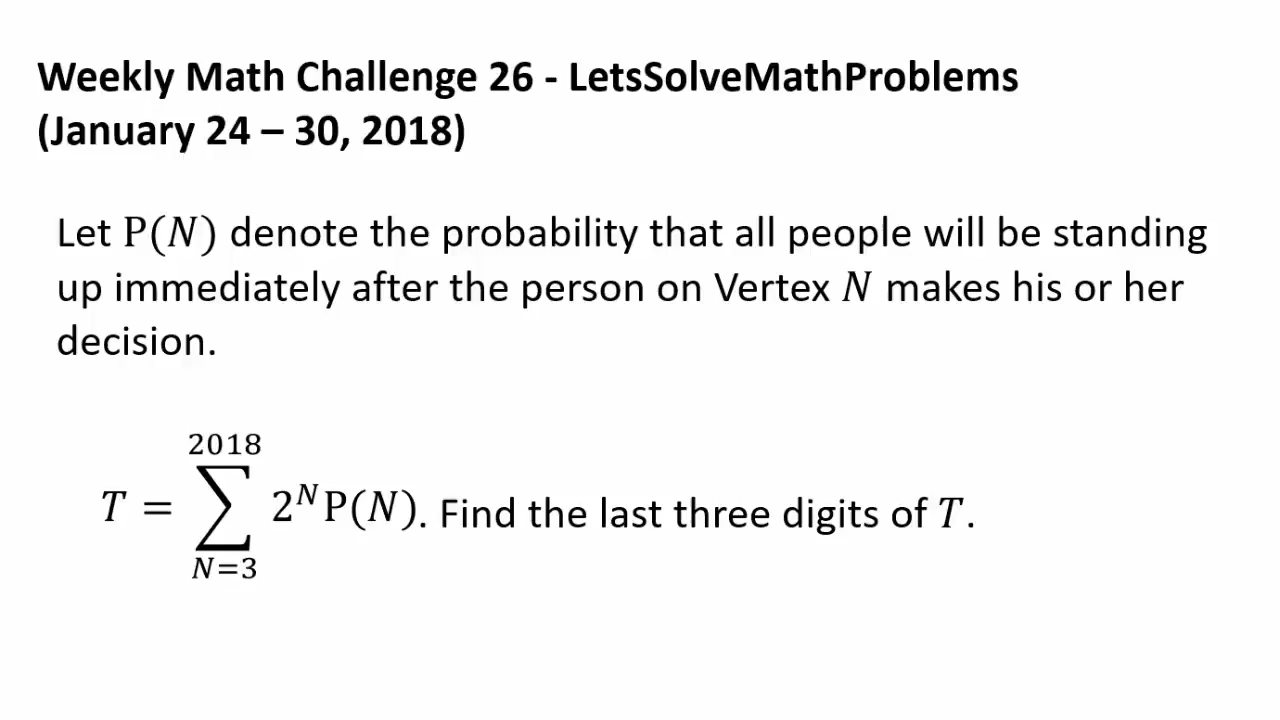 Weekly Math Challenge 26 - LetsSolveMathProblems
(January 24 – 30, 2018)
Let P(N) denote the probability that all people will be standing
up immediately after the person on Vertex N makes his or her
decision.
2018
T = ∑ 2^N P(N). Find the last three digits of T.
N=3